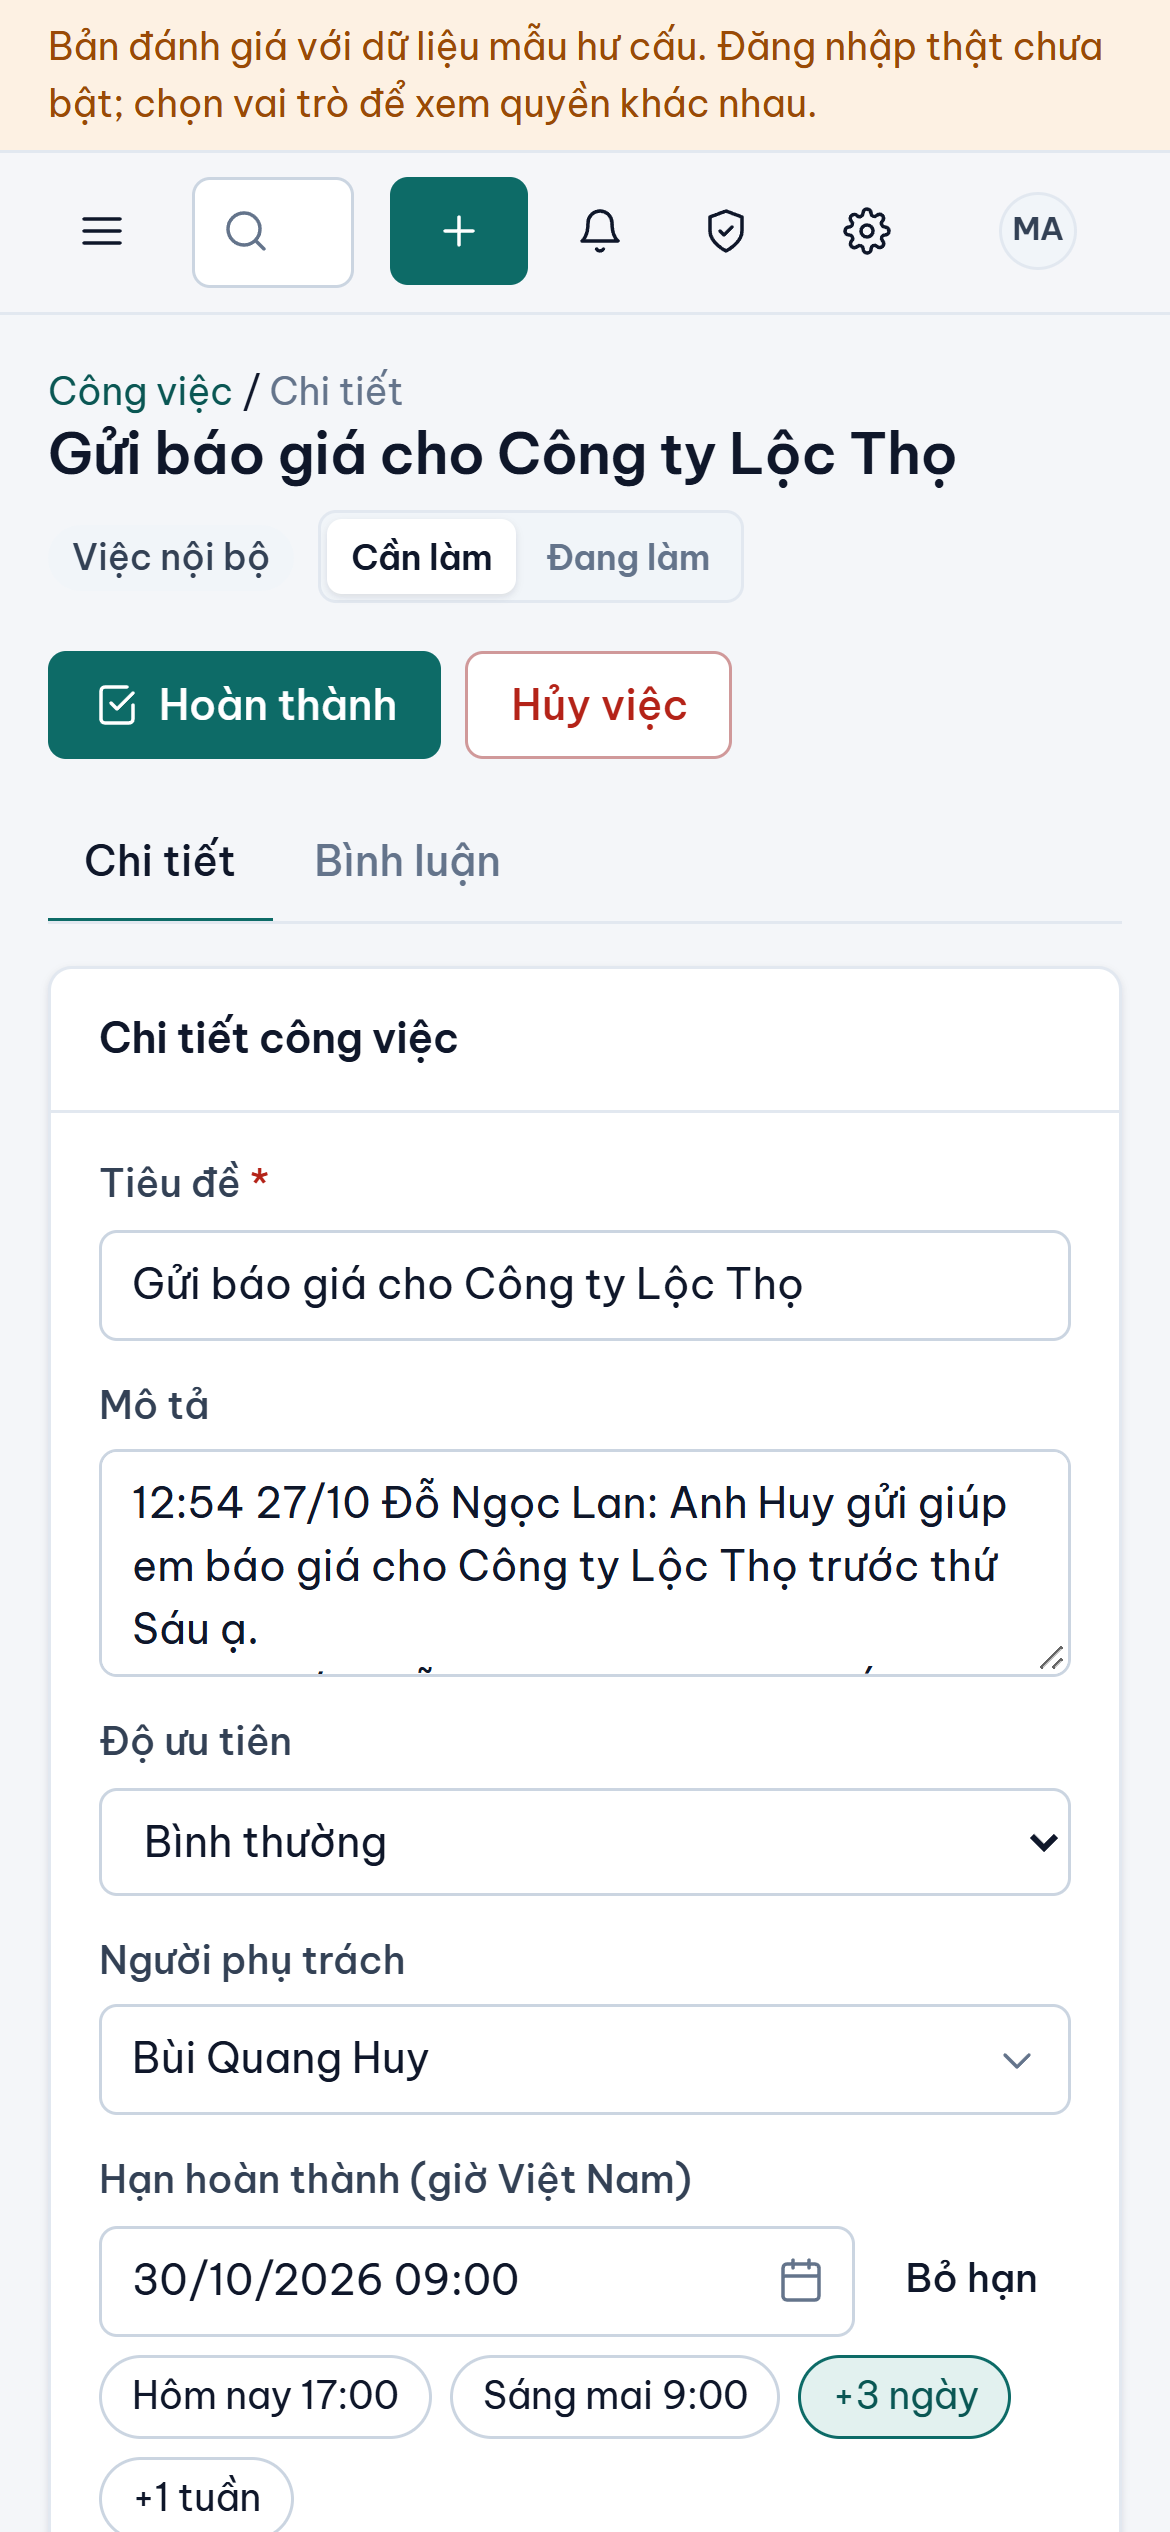 Bản đánh giá với dữ liệu mẫu hư cấu. Đăng nhập thật chưa
bật; chọn vai trò để xem quyền khác nhau.
MA
Công việc / Chi tiết
Gửi báo giá cho Công ty Lộc Thọ
Việc nội bộ Cần làm Đang làm
Hoàn thành Hủy việc
Chi tiết Bình luận
Chi tiết công việc
Tiêu đề *
Gửi báo giá cho Công ty Lộc Thọ
Mô tả
12:54 27/10 Đỗ Ngọc Lan: Anh Huy gửi giúp
em báo giá cho Công ty Lộc Thọ trước thứ
Sáu ạ.
Độ ưu tiên
Bình thường
Người phụ trách
Bùi Quang Huy
Hạn hoàn thành (giờ Việt Nam)
30/10/2026 09:00 Bỏ hạn
Hôm nay 17:00 Sáng mai 9:00 +3 ngày
+1 tuần